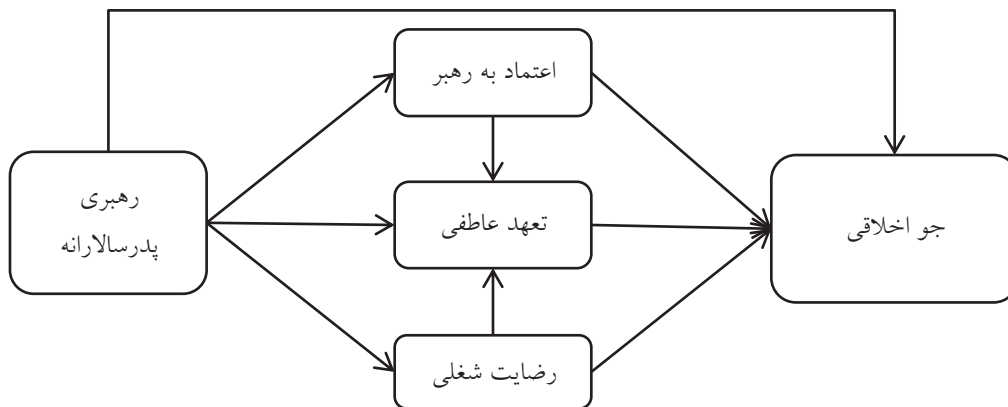 اعتماد به رهبر
رهبری
پدرسالارانه
تعهد عاطفی
جو اخلاقی
رضایت شغلی